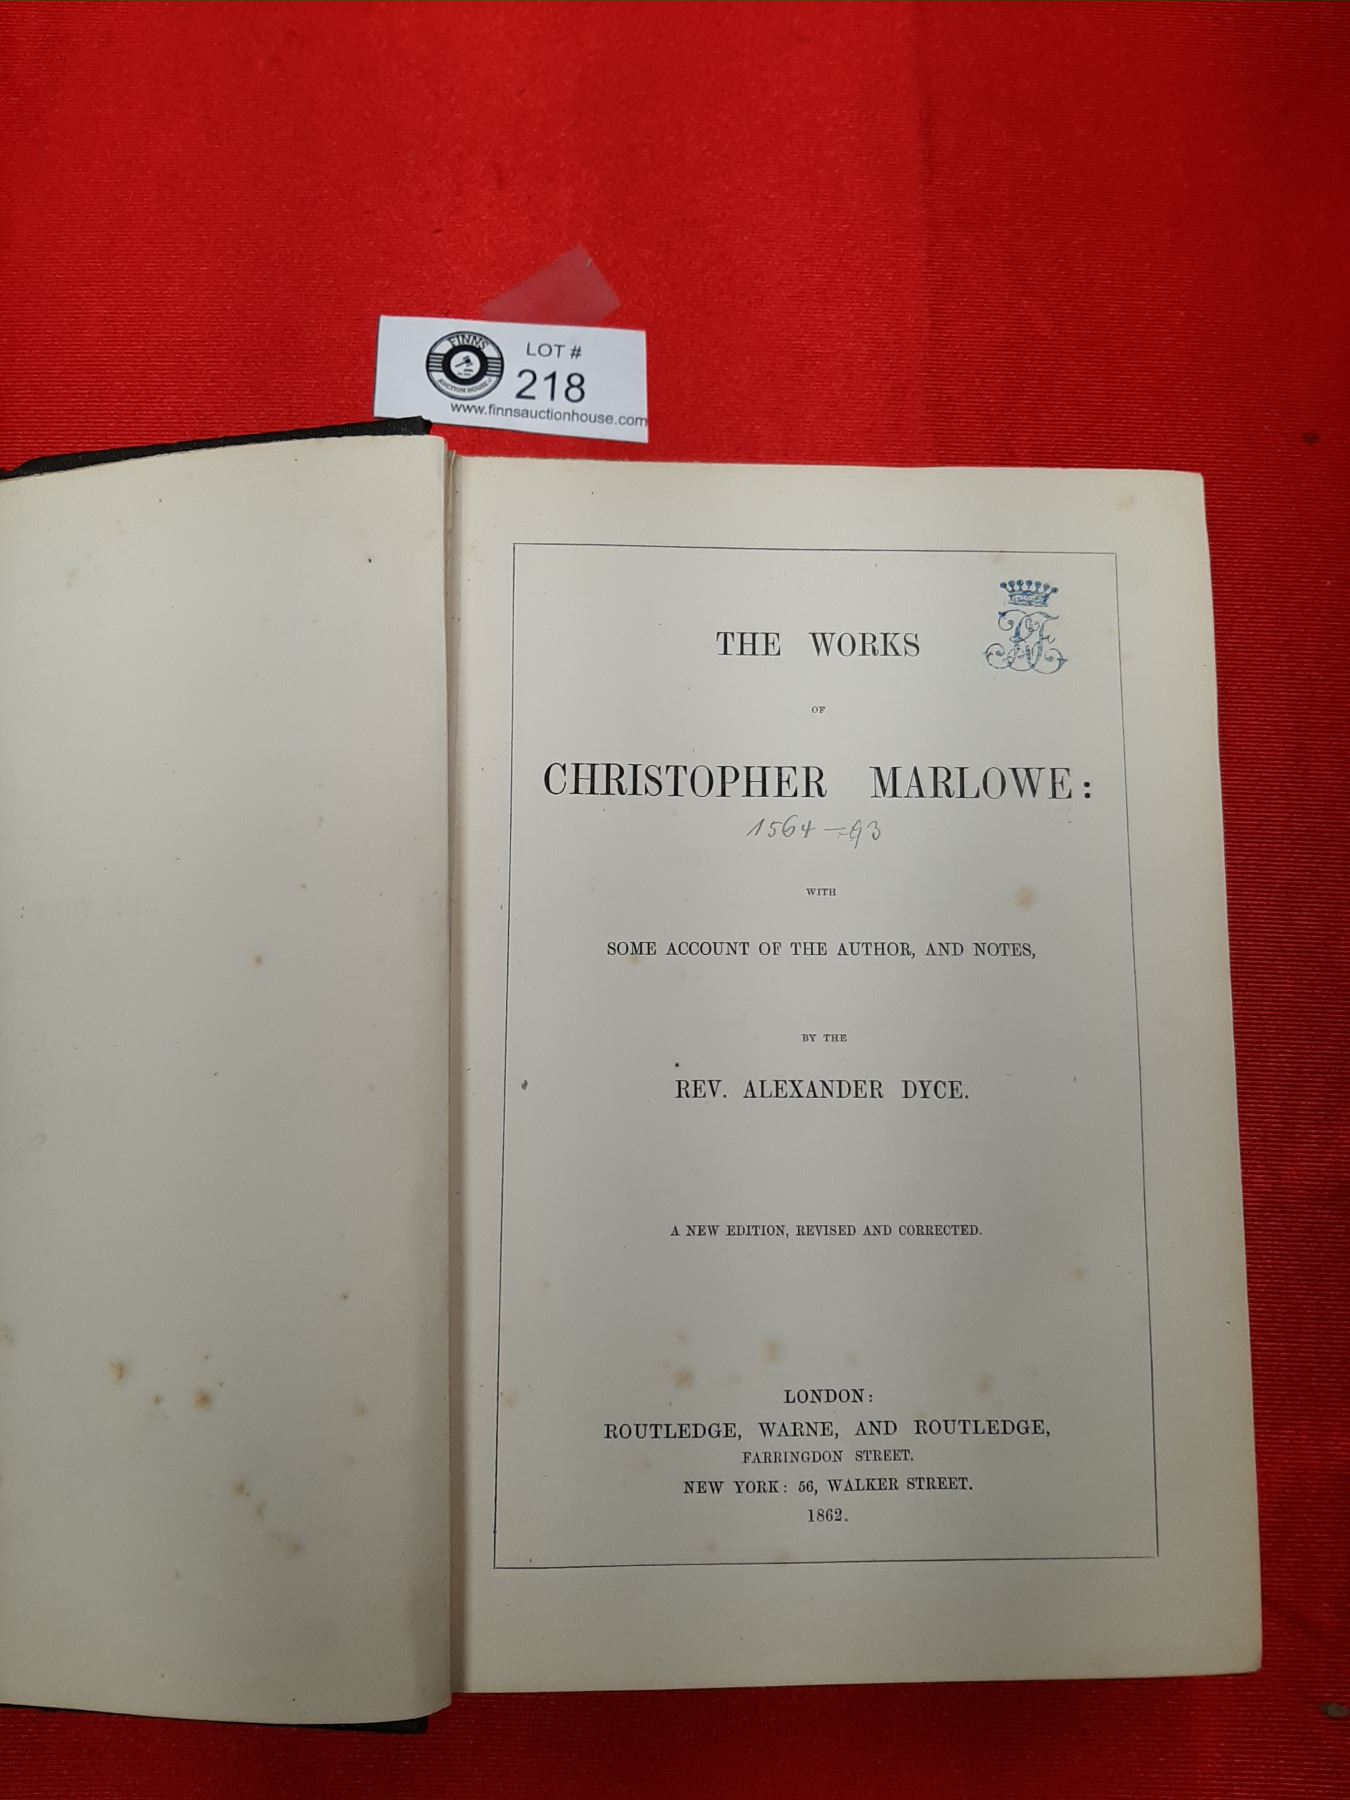 FINNS
AUCTION HOUSE
LOT #
218
www.finnsauctionhouse.com
THE WORKS
OF
CHRISTOPHER MARLOWE:
1564-93
WITH
SOME ACCOUNT OF THE AUTHOR, AND NOTES,
BY THE
REV. ALEXANDER DYCE.
A NEW EDITION, REVISED AND CORRECTED.
LONDON:
ROUTLEDGE, WARNE, AND ROUTLEDGE,
FARRINGDON STREET.
NEW YORK: 56, WALKER STREET.
1862.